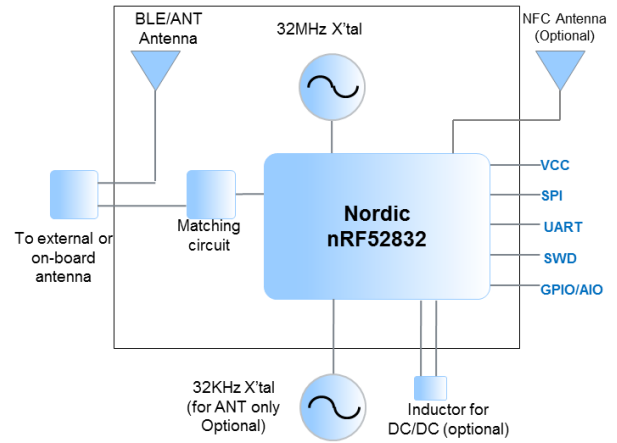 BLE/ANT
Antenna
32MHz X'tal
NFC Antenna
(Optional)
VCC
SPI
UART
SWD
GPIO/AIO
Nordic
nRF52832
Matching
circuit
To external or
on-board
antenna
32KHz X'tal
(for ANT only
Optional)
Inductor for
DC/DC (optional)